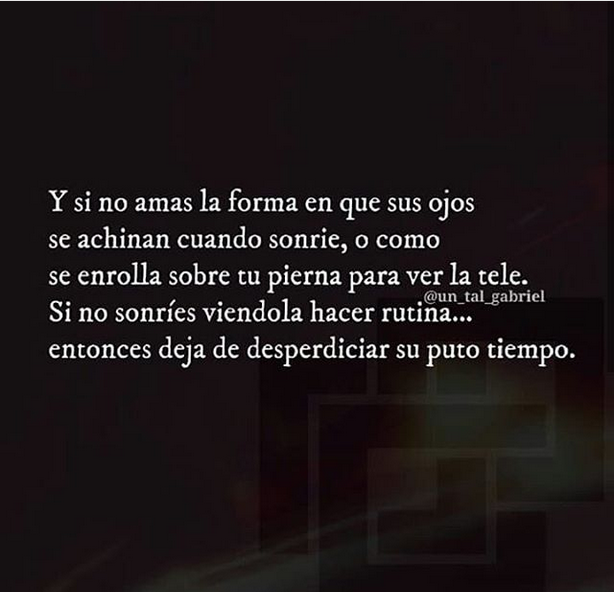 Y si no amas la forma en que sus ojos
se achinan cuando sonrie, o como
se enrolla sobre tu pierna para ver la tele.
@un_tal_gabriel
Si no sonríes viendola hacer rutina...
entonces deja de desperdiciar su puto tiempo.